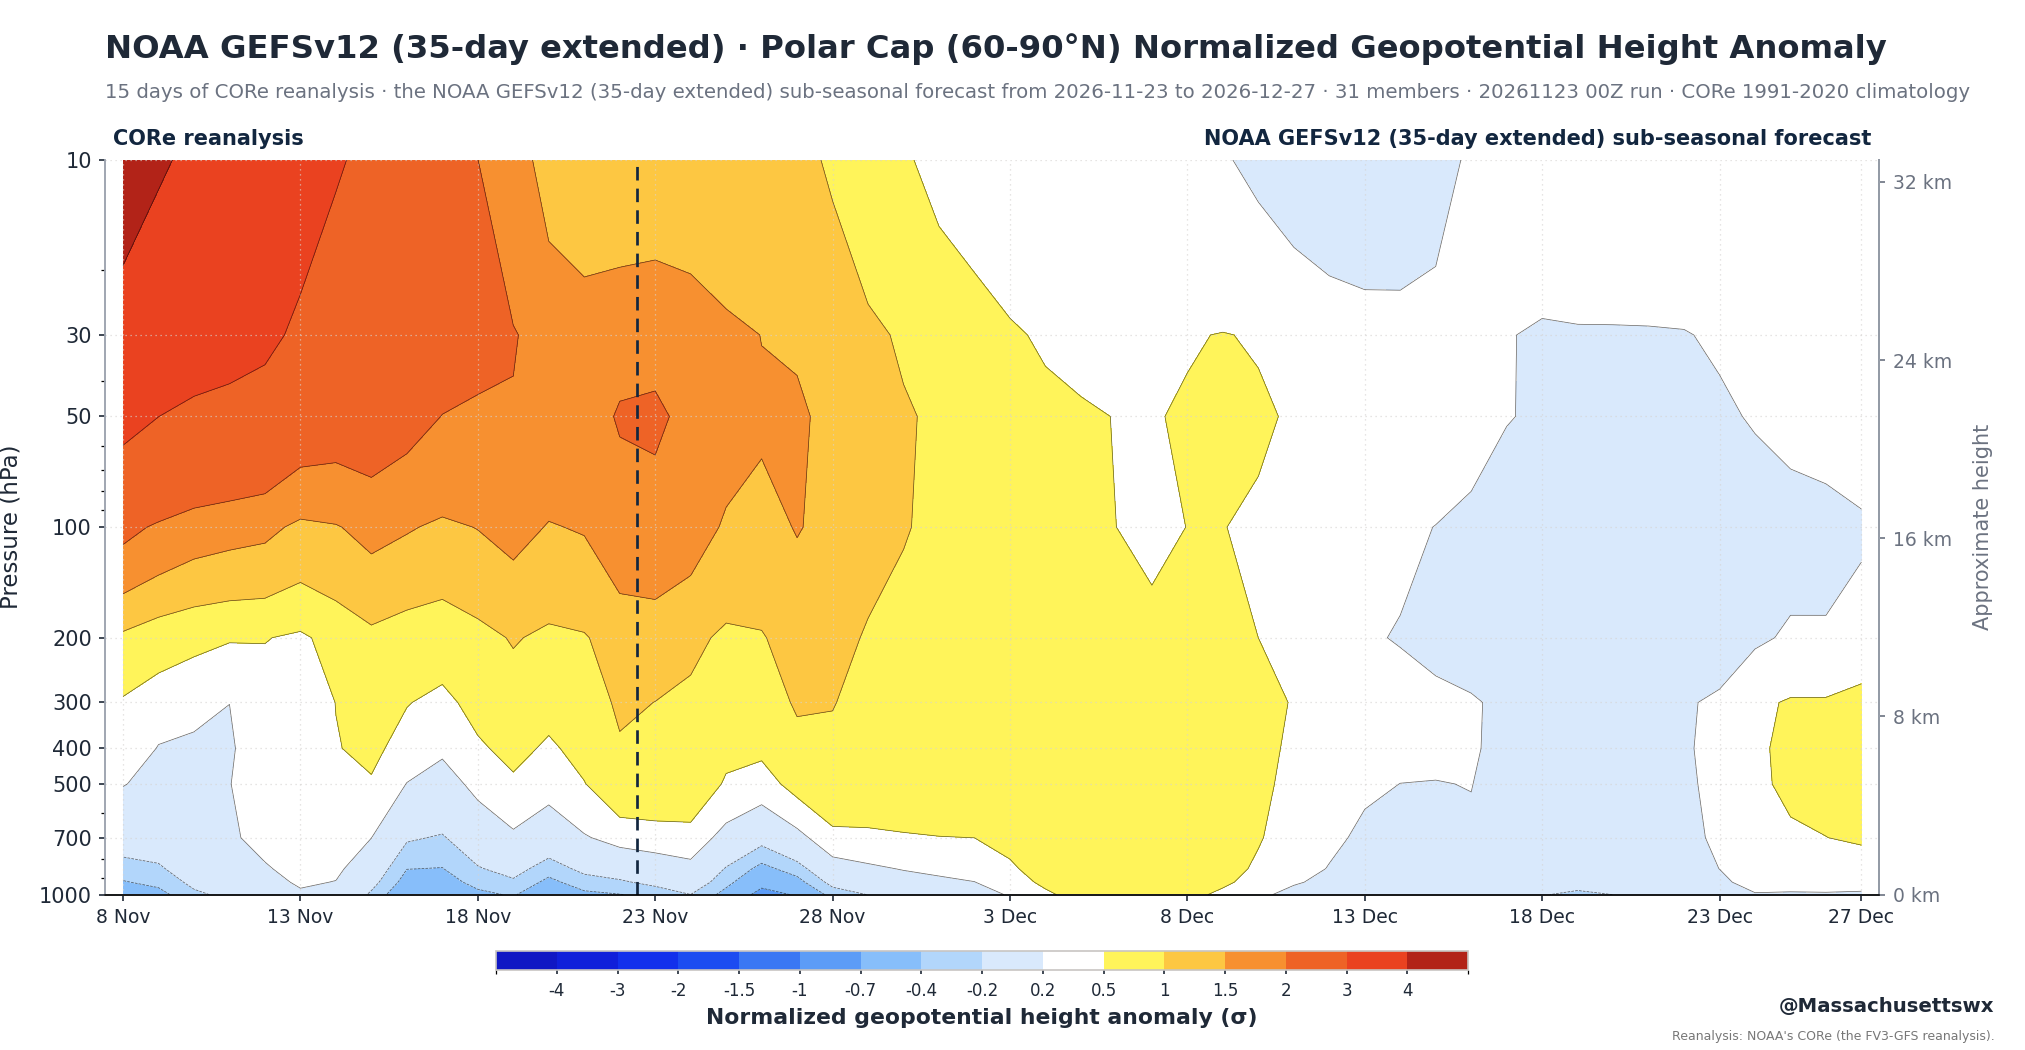 NOAA GEFSv12 (35-day extended) · Polar Cap (60-90°N) Normalized Geopotential Height Anomaly
15 days of CORe reanalysis · the NOAA GEFSv12 (35-day extended) sub-seasonal forecast from 2026-11-23 to 2026-12-27 · 31 members · 20261123 00Z run · CORe 1991-2020 climatology
CORe reanalysis
NOAA GEFSv12 (35-day extended) sub-seasonal forecast
Pressure (hPa)
10
30
50
100
200
300
400
500
700
1000
32 km
24 km
16 km
8 km
0 km
Approximate height
8 Nov 13 Nov 18 Nov 23 Nov 28 Nov 3 Dec 8 Dec 13 Dec 18 Dec 23 Dec 27 Dec
-4 -3 -2 -1.5 -1 -0.7 -0.4 -0.2 0.2 0.5 1 1.5 2 3 4
Normalized geopotential height anomaly (σ)
@Massachusettswx
Reanalysis: NOAA's CORe (the FV3-GFS reanalysis).